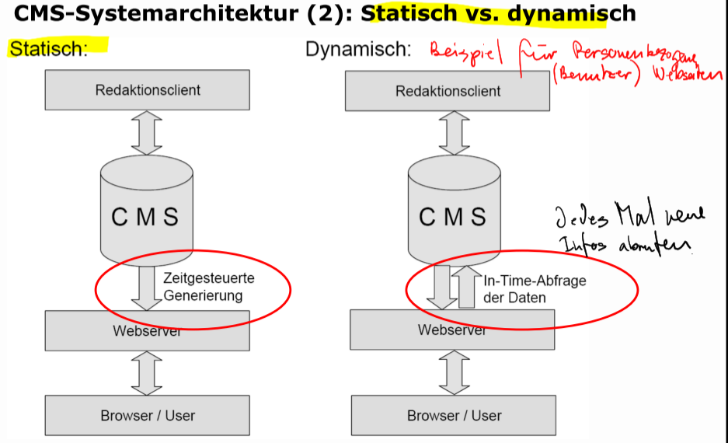 CMS-Systemarchitektur (2): Statisch vs. dynamisch
Statisch:
Redaktionsclient
CMS
Zeitgesteuerte
Generierung
Webserver
Browser / User
Dynamisch: Beispiel für Personenbezogene
(Benutzer) Webseiten
Redaktionsclient
CMS
Jedes Mal neue
Infos abrufen
In-Time-Abfrage
der Daten
Webserver
Browser / User